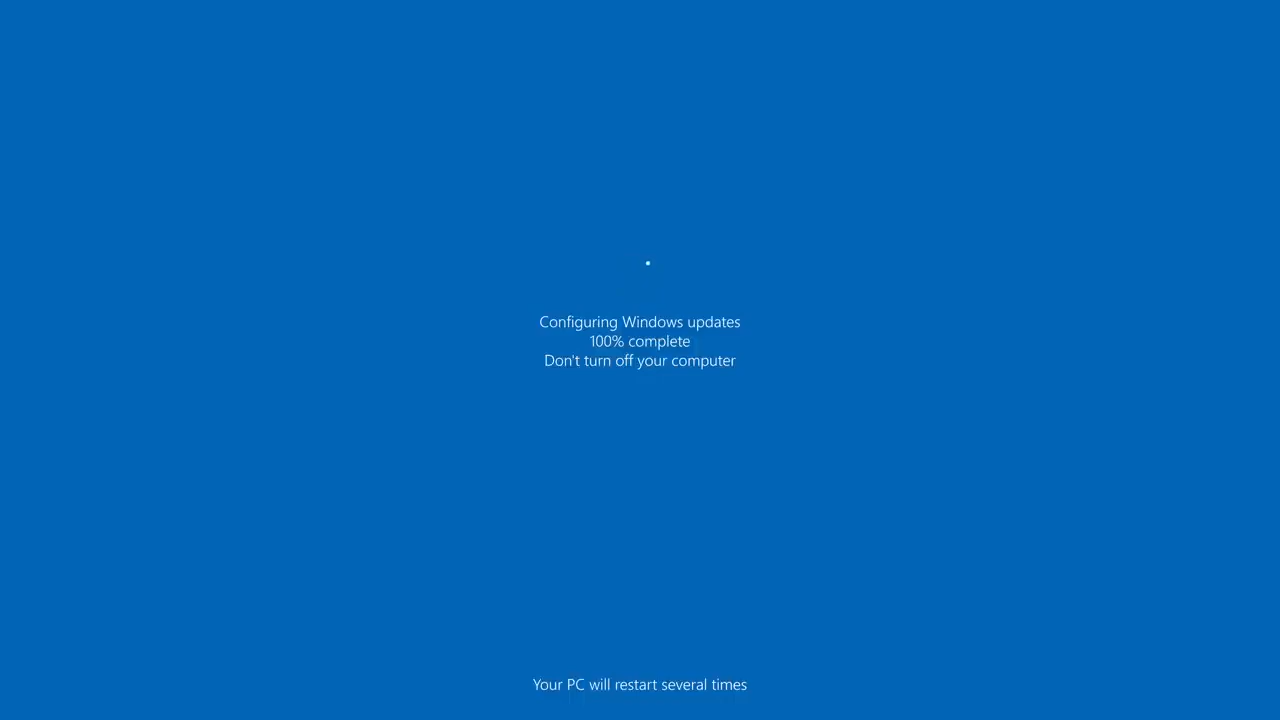 Configuring Windows updates
100% complete
Don't turn off your computer
Your PC will restart several times